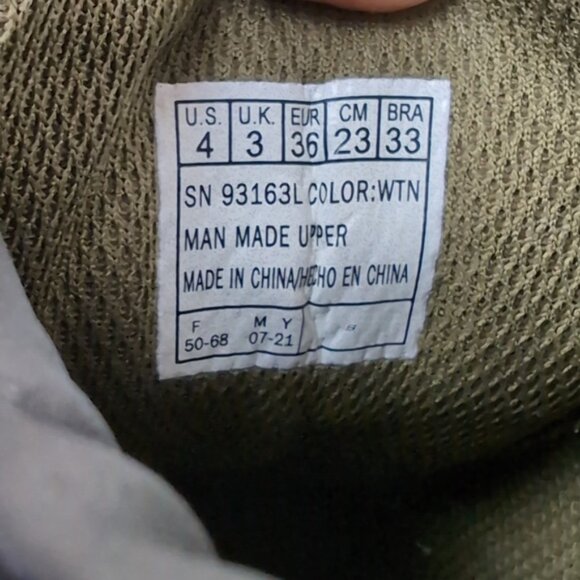 U.S. U.K. EUR CM BRA
4 3 36 23 33
SN 93163L COLOR:WTN
MAN MADE UPPER
MADE IN CHINA/HECHO EN CHINA
F M Y
50-68 07-21